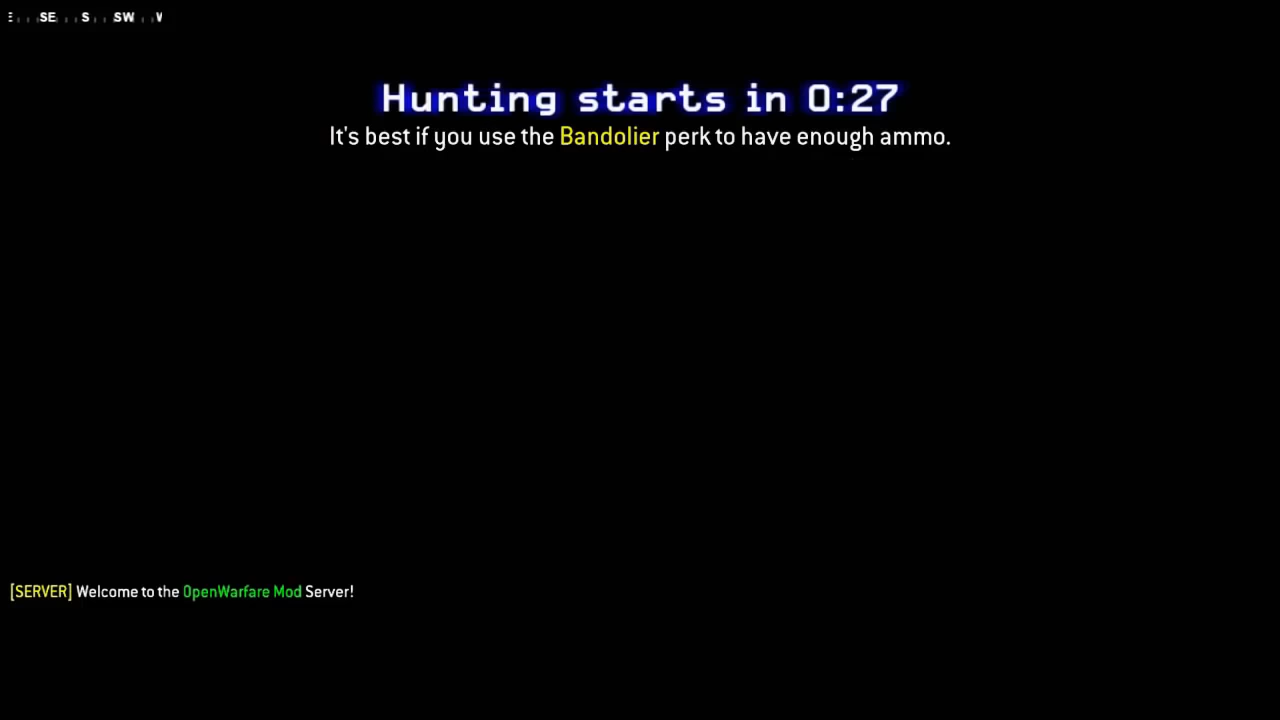 SE S SW
Hunting starts in 0:27
It's best if you use the Bandolier perk to have enough ammo.
[SERVER] Welcome to the OpenWarfare Mod Server!